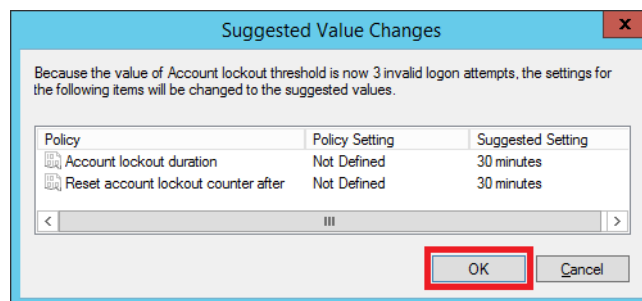 Suggested Value Changes
x
Because the value of Account lockout threshold is now 3 invalid logon attempts, the settings for
the following items will be changed to the suggested values.
Policy Policy Setting Suggested Setting
Account lockout duration Not Defined 30 minutes
Reset account lockout counter after Not Defined 30 minutes
OK Cancel